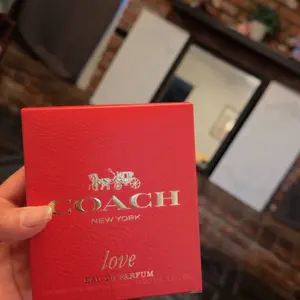 COACH
NEW YORK
love
EAU DE PARFUM